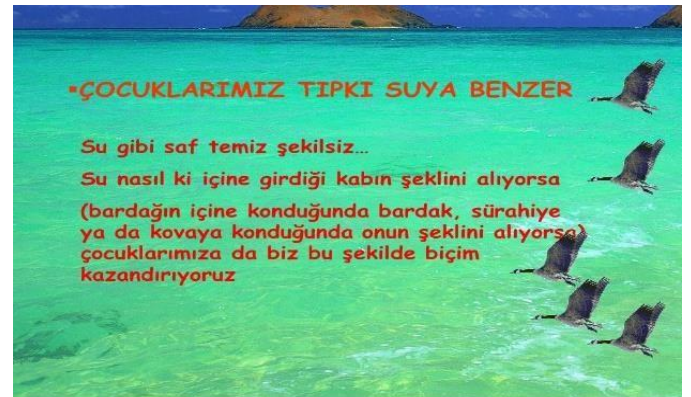 ▪ÇOCUKLARIMIZ TIPKI SUYA BENZER
Su gibi saf temiz şekilsiz…
Su nasıl ki içine girdiği kabın şeklini alıyorsa
(bardağın içine konduğunda bardak, sürahiye
ya da kovaya konduğunda onun şeklini alıyorsa)
çocuklarımıza da biz bu şekilde biçim
kazandırıyoruz